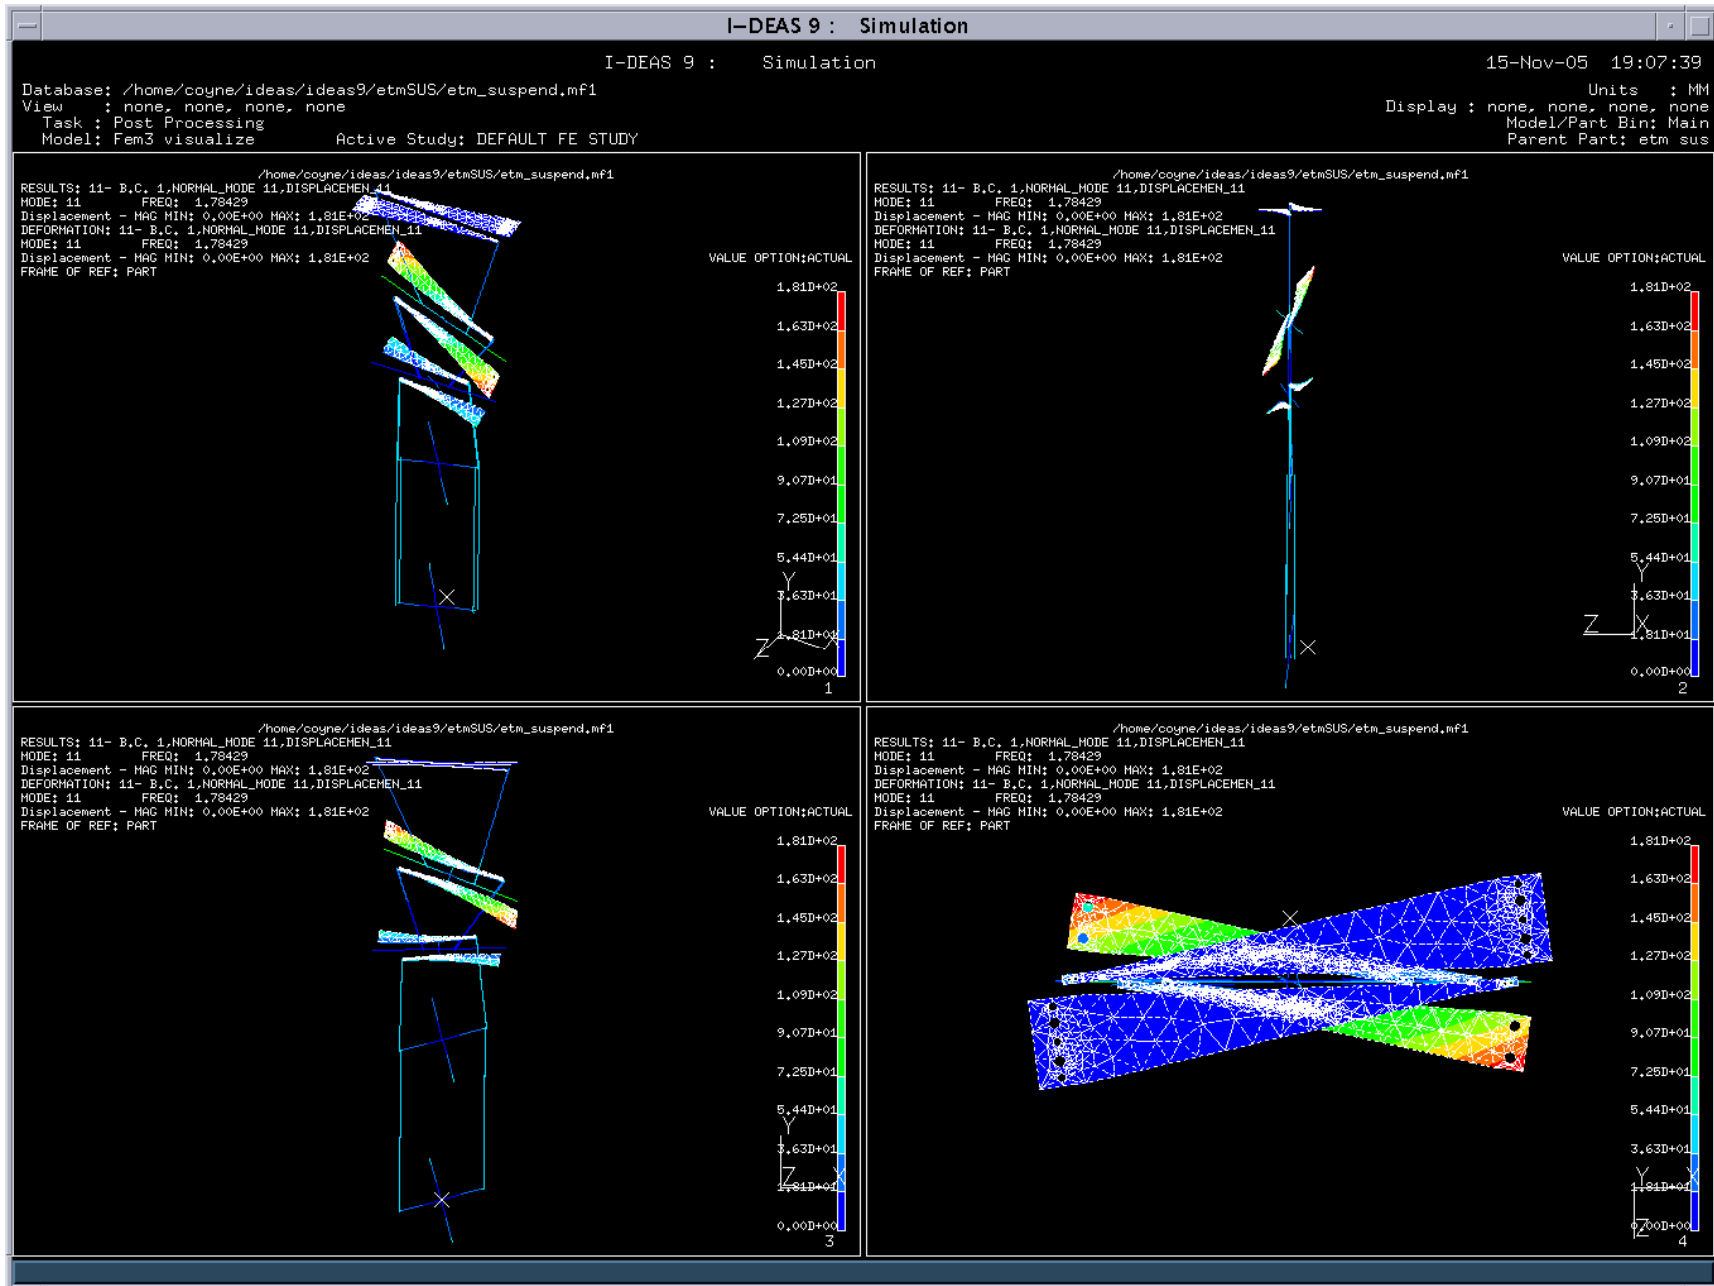 I-DEAS 9 :   Simulation
I-DEAS 9 :    Simulation
15-Nov-05  19:07:39
Database: /home/coyne/ideas/ideas9/etmSUS/etm_suspend.mf1
Units   : MM
View    : none, none, none, none
Display : none, none, none, none
Task : Post Processing
Model/Part Bin: Main
Model: Fem3 visualize        Active Study: DEFAULT FE STUDY
Parent Part: etm sus
/home/coyne/ideas/ideas9/etmSUS/etm_suspend.mf1
RESULTS: 11- B.C. 1,NORMAL_MODE 11,DISPLACEMEN_11
MODE: 11     FREQ: 1.78429
Displacement - MAG MIN: 0.00E+00 MAX: 1.81E+02
DEFORMATION: 11- B.C. 1,NORMAL_MODE 11,DISPLACEMEN_11
MODE: 11     FREQ: 1.78429
Displacement - MAG MIN: 0.00E+00 MAX: 1.81E+02
FRAME OF REF: PART
VALUE OPTION:ACTUAL
1.81D+02
1.63D+02
1.45D+02
1.27D+02
1.09D+02
9.07D+01
7.25D+01
5.44D+01
Y
3.63D+01
1.81D+01
Z X
0.00D+00
1
/home/coyne/ideas/ideas9/etmSUS/etm_suspend.mf1
RESULTS: 11- B.C. 1,NORMAL_MODE 11,DISPLACEMEN_11
MODE: 11     FREQ: 1.78429
Displacement - MAG MIN: 0.00E+00 MAX: 1.81E+02
DEFORMATION: 11- B.C. 1,NORMAL_MODE 11,DISPLACEMEN_11
MODE: 11     FREQ: 1.78429
Displacement - MAG MIN: 0.00E+00 MAX: 1.81E+02
FRAME OF REF: PART
VALUE OPTION:ACTUAL
1.81D+02
1.63D+02
1.45D+02
1.27D+02
1.09D+02
9.07D+01
7.25D+01
5.44D+01
Y
3.63D+01
Z X
1.81D+01
0.00D+00
2
/home/coyne/ideas/ideas9/etmSUS/etm_suspend.mf1
RESULTS: 11- B.C. 1,NORMAL_MODE 11,DISPLACEMEN_11
MODE: 11     FREQ: 1.78429
Displacement - MAG MIN: 0.00E+00 MAX: 1.81E+02
DEFORMATION: 11- B.C. 1,NORMAL_MODE 11,DISPLACEMEN_11
MODE: 11     FREQ: 1.78429
Displacement - MAG MIN: 0.00E+00 MAX: 1.81E+02
FRAME OF REF: PART
VALUE OPTION:ACTUAL
1.81D+02
1.63D+02
1.45D+02
1.27D+02
1.09D+02
9.07D+01
7.25D+01
5.44D+01
Y
3.63D+01
Z X
1.81D+01
0.00D+00
3
/home/coyne/ideas/ideas9/etmSUS/etm_suspend.mf1
RESULTS: 11- B.C. 1,NORMAL_MODE 11,DISPLACEMEN_11
MODE: 11     FREQ: 1.78429
Displacement - MAG MIN: 0.00E+00 MAX: 1.81E+02
DEFORMATION: 11- B.C. 1,NORMAL_MODE 11,DISPLACEMEN_11
MODE: 11     FREQ: 1.78429
Displacement - MAG MIN: 0.00E+00 MAX: 1.81E+02
FRAME OF REF: PART
VALUE OPTION:ACTUAL
1.81D+02
1.63D+02
1.45D+02
1.27D+02
1.09D+02
9.07D+01
7.25D+01
5.44D+01
3.63D+01
Y X
1.81D+01
Z
0.00D+00
4